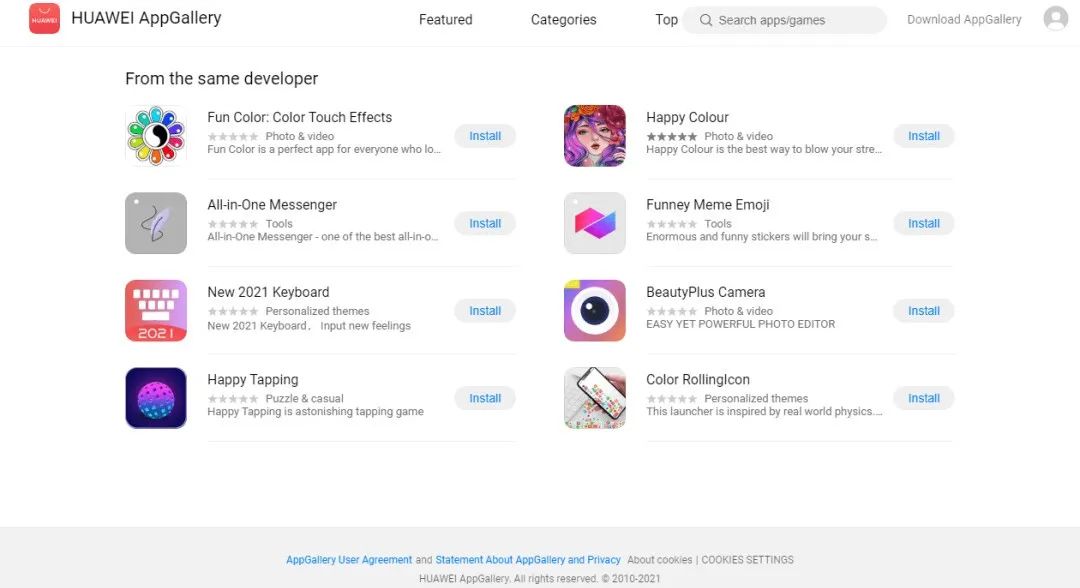 HUAWEI
HUAWEI AppGallery
Featured
Categories
Top
Search apps/games
Download AppGallery
From the same developer
Fun Color: Color Touch Effects
Photo & video
Fun Color is a perfect app for everyone who lo...
Install
Happy Colour
Photo & video
Happy Colour is the best way to blow your stre...
Install
All-in-One Messenger
Tools
All-in-One Messenger - one of the best all-in-o...
Install
Funney Meme Emoji
Tools
Enormous and funny stickers will bring your s...
Install
2021
New 2021 Keyboard
Personalized themes
New 2021 Keyboard， Input new feelings
Install
BeautyPlus Camera
Photo & video
EASY YET POWERFUL PHOTO EDITOR
Install
Happy Tapping
Puzzle & casual
Happy Tapping is astonishing tapping game
Install
Color RollingIcon
Personalized themes
This launcher is inspired by real world physics....
Install
AppGallery User Agreement and Statement About AppGallery and Privacy About cookies | COOKIES SETTINGS
HUAWEI AppGallery. All rights reserved. © 2010-2021